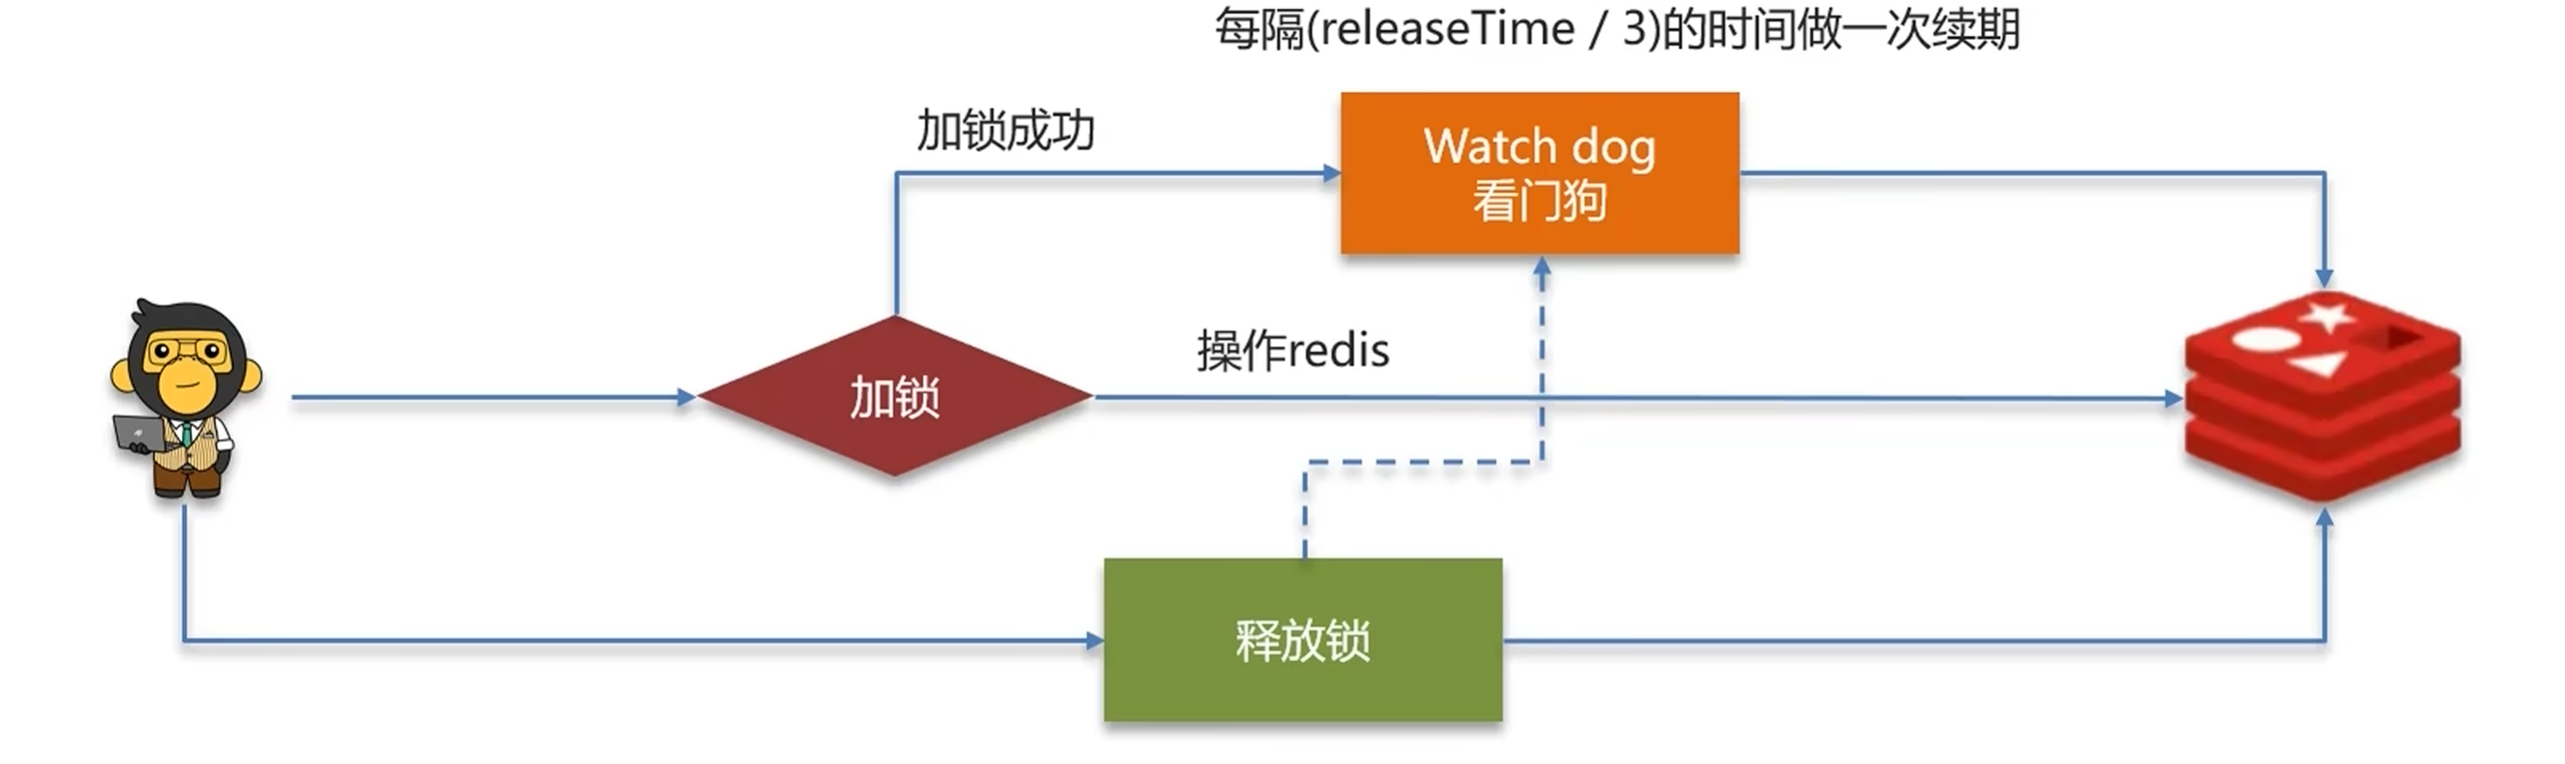 每隔(releaseTime / 3)的时间做一次续期
加锁成功
Watch dog
看门狗
操作redis
加锁
释放锁